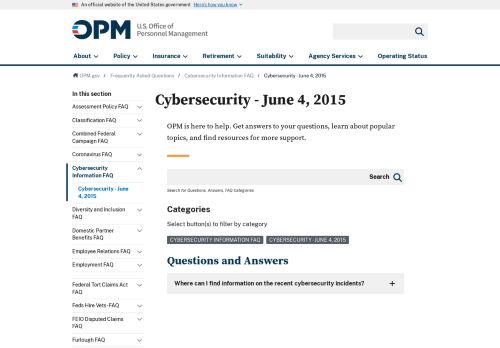 An official website of the United States government Here's how you know
OPM U.S. Office of
Personnel Management
About Policy Insurance Retirement Suitability Agency Services Operating Status
OPM.gov / Frequently Asked Questions / Cybersecurity Information FAQ / Cybersecurity - June 4, 2015
In this section
Assessment Policy FAQ
Classification FAQ
Combined Federal
Campaign FAQ
Coronavirus FAQ
Cybersecurity
Information FAQ
Cybersecurity - June
4, 2015
Diversity and Inclusion
FAQ
Domestic Partner
Benefits FAQ
Employee Relations FAQ
Employment FAQ
Federal Tort Claims Act
FAQ
Feds Hire Vets - FAQ
FEIO Disputed Claims
FAQ
Furlough FAQ
Cybersecurity - June 4, 2015
OPM is here to help. Get answers to your questions, learn about popular
topics, and find resources for more support.
Search
Search for Questions, Answers, FAQ Categories
Categories
Select button(s) to filter by category
CYBERSECURITY INFORMATION FAQ CYBERSECURITY - JUNE 4, 2015
Questions and Answers
Where can I find information on the recent cybersecurity incidents? +